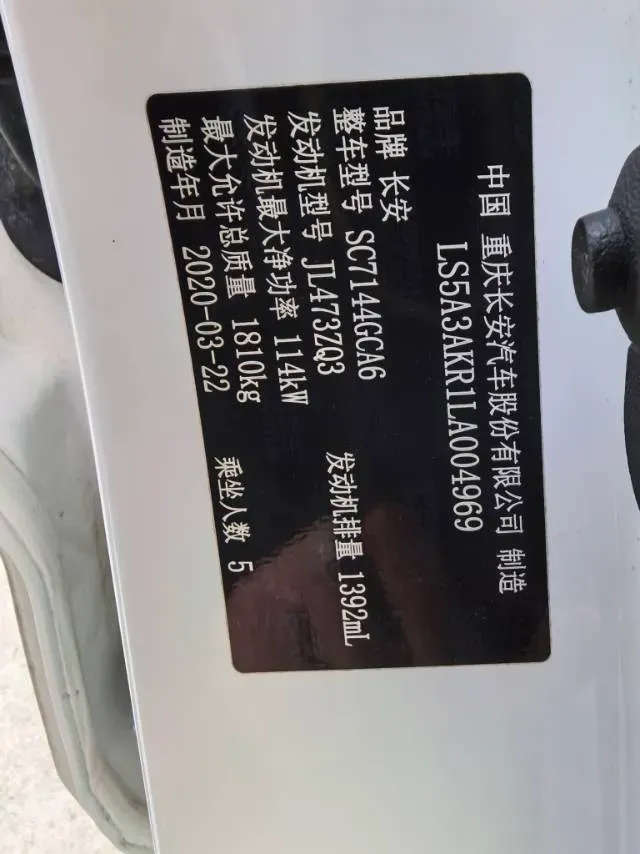 中国 重庆长安汽车股份有限公司 制造
LS5A3AKR1LA004969
品牌 长安
整车型号 SC7144GCA6
发动机型号 JL473ZQ3 发动机排量 1392mL
发动机最大净功率 114kW
最大允许总质量 1810kg 乘坐人数 5
制造年月 2020-03-22